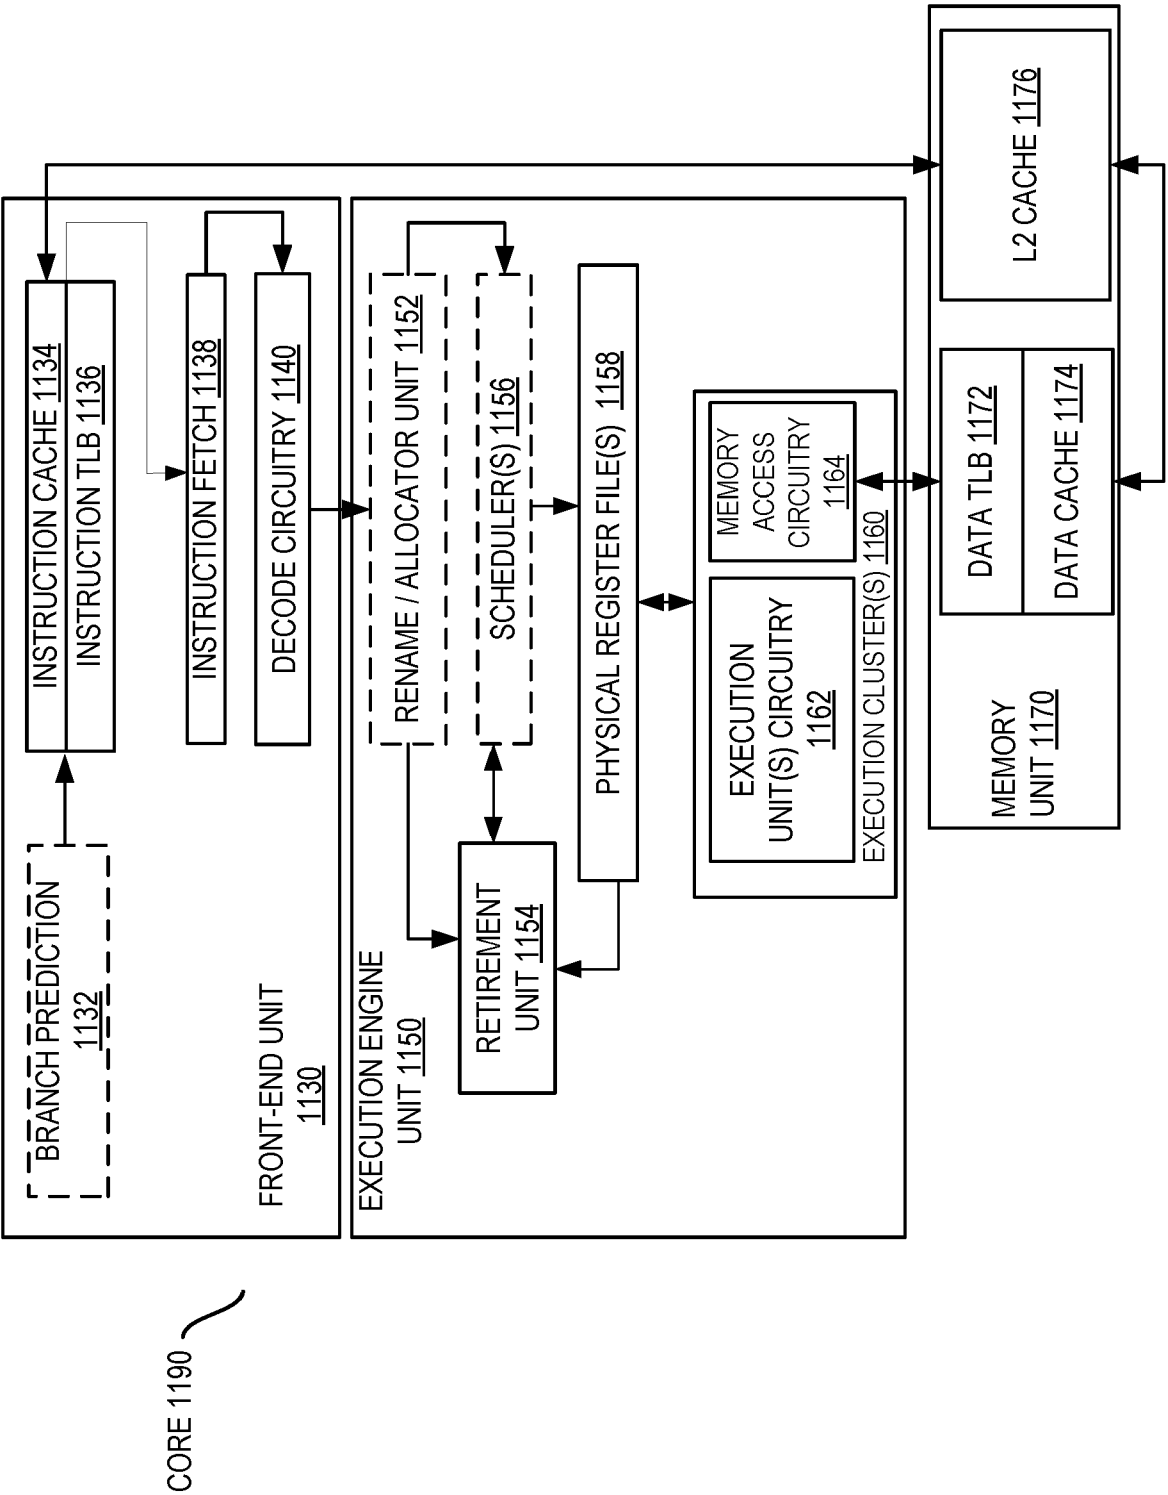 CORE 1190
BRANCH PREDICTION
1132
INSTRUCTION CACHE 1134
INSTRUCTION TLB 1136
INSTRUCTION FETCH 1138
DECODE CIRCUITRY 1140
FRONT-END UNIT
1130
EXECUTION ENGINE
UNIT 1150
RENAME / ALLOCATOR UNIT 1152
SCHEDULER(S) 1156
RETIREMENT
UNIT 1154
PHYSICAL REGISTER FILE(S) 1158
EXECUTION
UNIT(S) CIRCUITRY
1162
MEMORY
ACCESS
CIRCUITRY
1164
EXECUTION CLUSTER(S) 1160
MEMORY
UNIT 1170
DATA TLB 1172
DATA CACHE 1174
L2 CACHE 1176